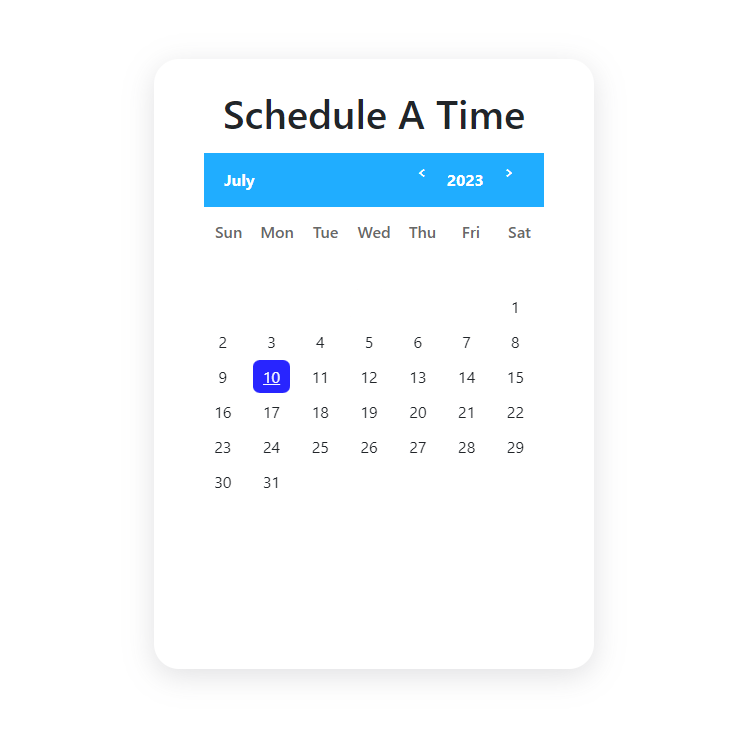 Schedule A Time
July < 2023 >
Sun Mon Tue Wed Thu Fri Sat
1
2 3 4 5 6 7 8
9 10 11 12 13 14 15
16 17 18 19 20 21 22
23 24 25 26 27 28 29
30 31